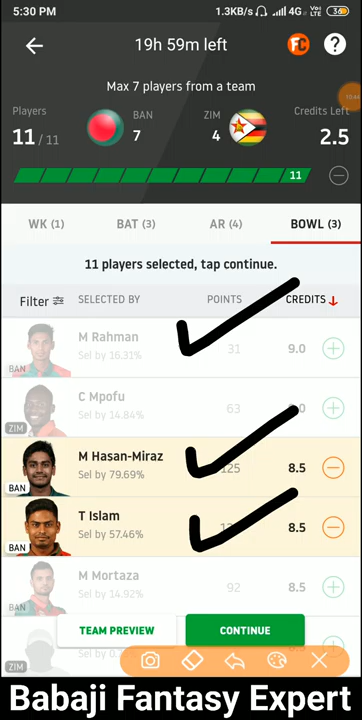 5:30 PM
1.3KB/s
4G
Vo)
LTE
36
19h 59m left
FC
?
Max 7 players from a team
10:44
Players
BAN
ZIM
Credits Left
11 / 11
7
4
2.5
11
WK (1)
BAT (3)
AR (4)
BOWL (3)
11 players selected, tap continue.
Filter
SELECTED BY
POINTS
CREDITS
M Rahman
Sel by 16.31%
31
9.0
BAN
C Mpofu
Sel by 14.84%
63
ZIM
M Hasan-Miraz
Sel by 79.69%
125
8.5
BAN
T Islam
Sel by 57.46%
8.5
BAN
M Mortaza
Sel by 14.92%
92
8.5
BAN
TEAM PREVIEW
CONTINUE
ZIM
Babaji Fantasy Expert